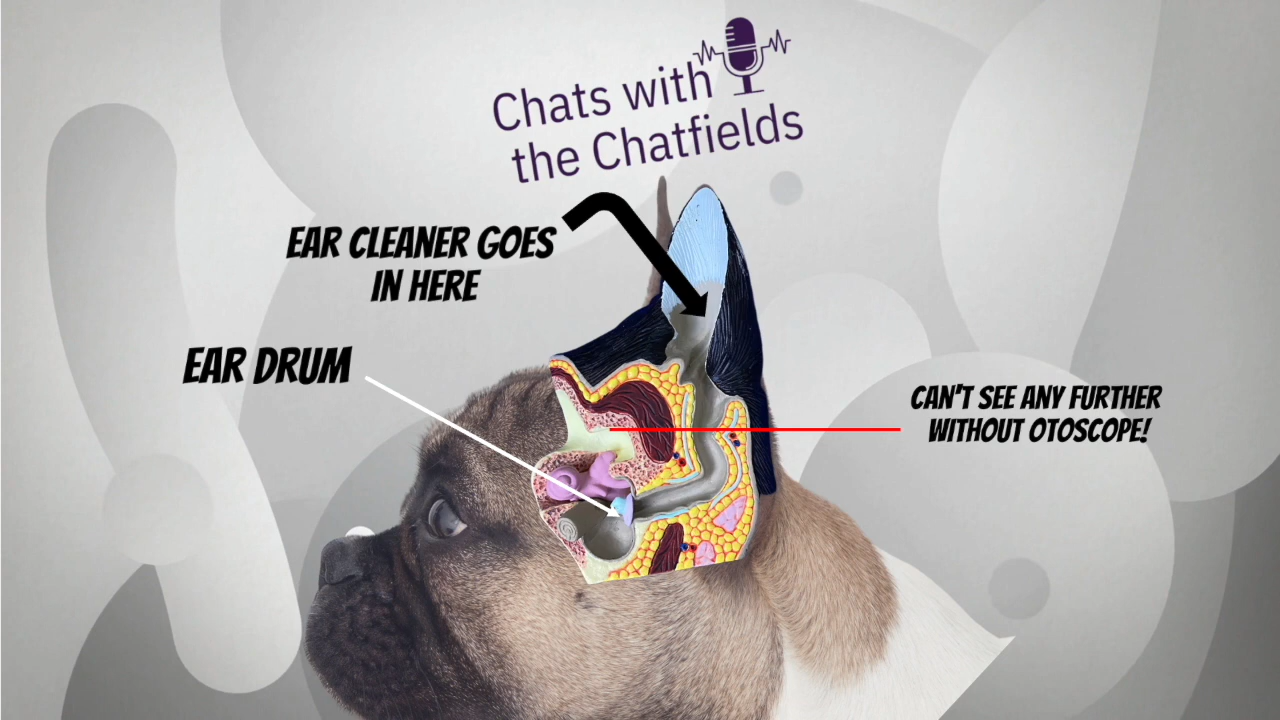 Chats with
the Chatfields
EAR CLEANER GOES
IN HERE
EAR DRUM
CAN'T SEE ANY FURTHER
WITHOUT OTOSCOPE!